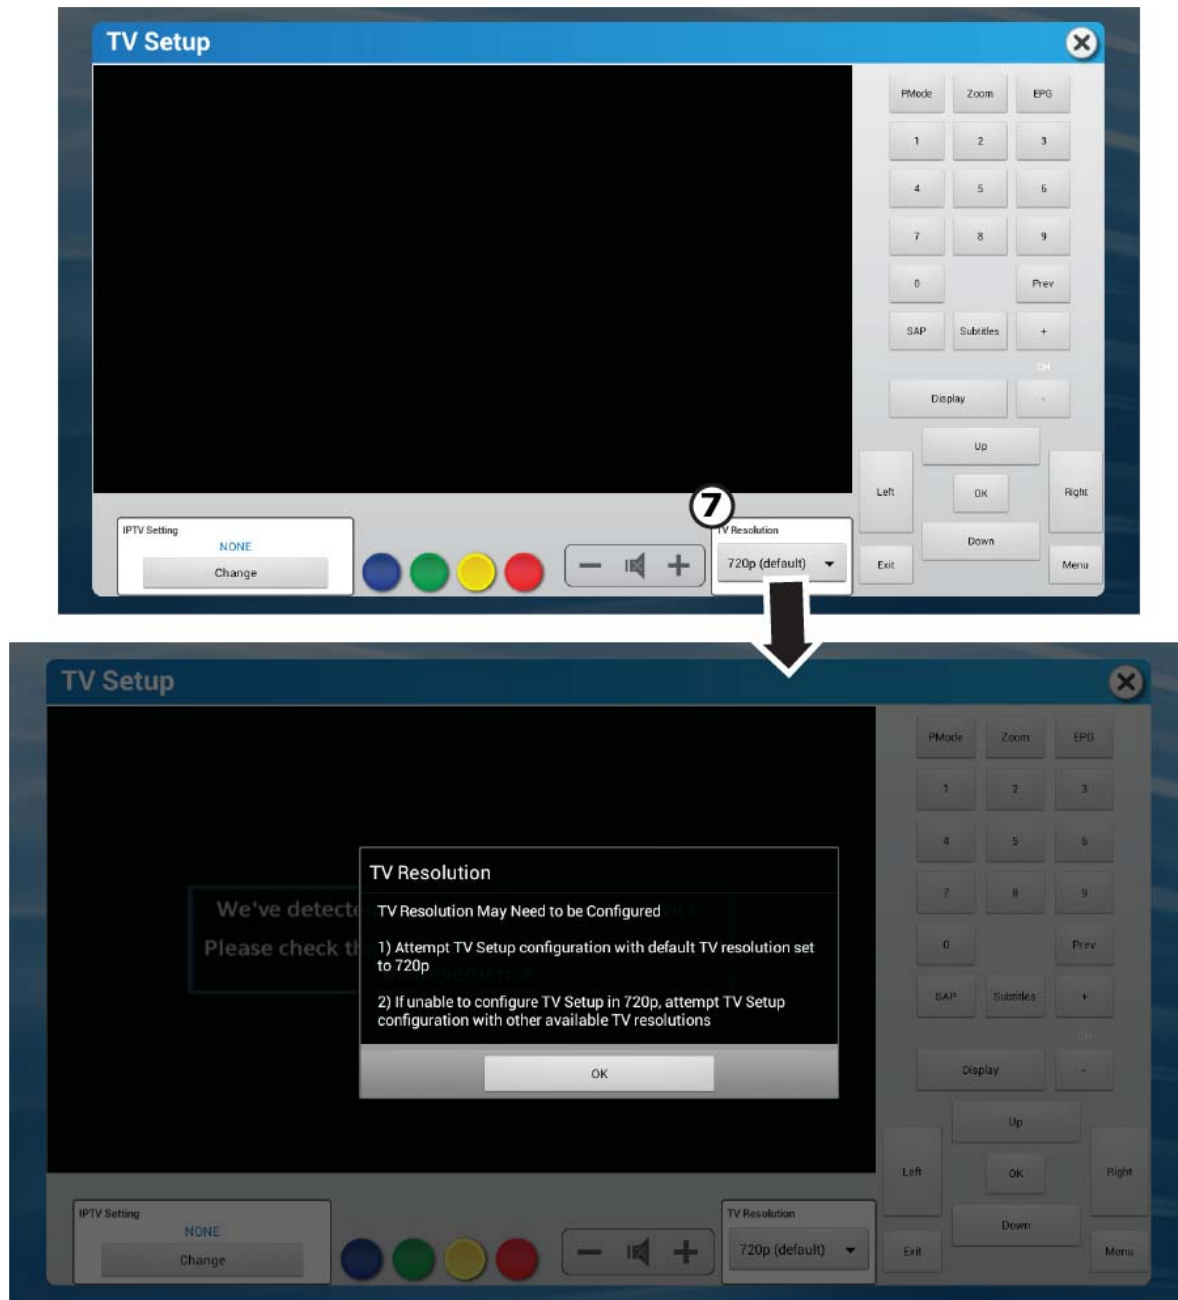 TV Setup
PMode Zoom EPG
1 2 3
4 5 6
7 8 9
0 Prev
SAP Subtitles +
CH
Display -
Up
Left OK Right
Down
Exit Menu
IPTV Setting
NONE
Change
7
TV Resolution
720p (default)
TV Setup
PMode Zoom EPG
1 2 3
4 5 6
7 8 9
0 Prev
SAP Subtitles +
CH
Display -
Up
Left OK Right
Down
Exit Menu
We've detecte
Please check th
TV Resolution
TV Resolution May Need to be Configured
1) Attempt TV Setup configuration with default TV resolution set
to 720p
2) If unable to configure TV Setup in 720p, attempt TV Setup
configuration with other available TV resolutions
OK
IPTV Setting
NONE
Change
TV Resolution
720p (default)